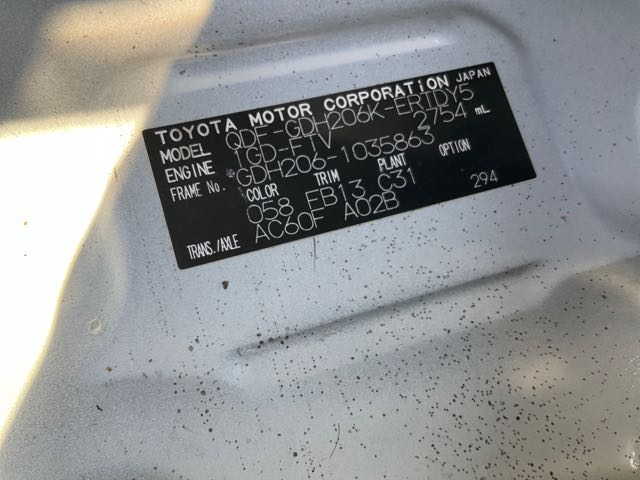 TOYOTA MOTOR CORPORATION JAPAN
MODEL QDF-GDH206K-ERTDY5
ENGINE 1GD-FTV 2754 mL
FRAME No. *GDH206-1035863
COLOR TRIM PLANT OPTION
058 EB13 C31
TRANS./AXLE AC60F A02B 294